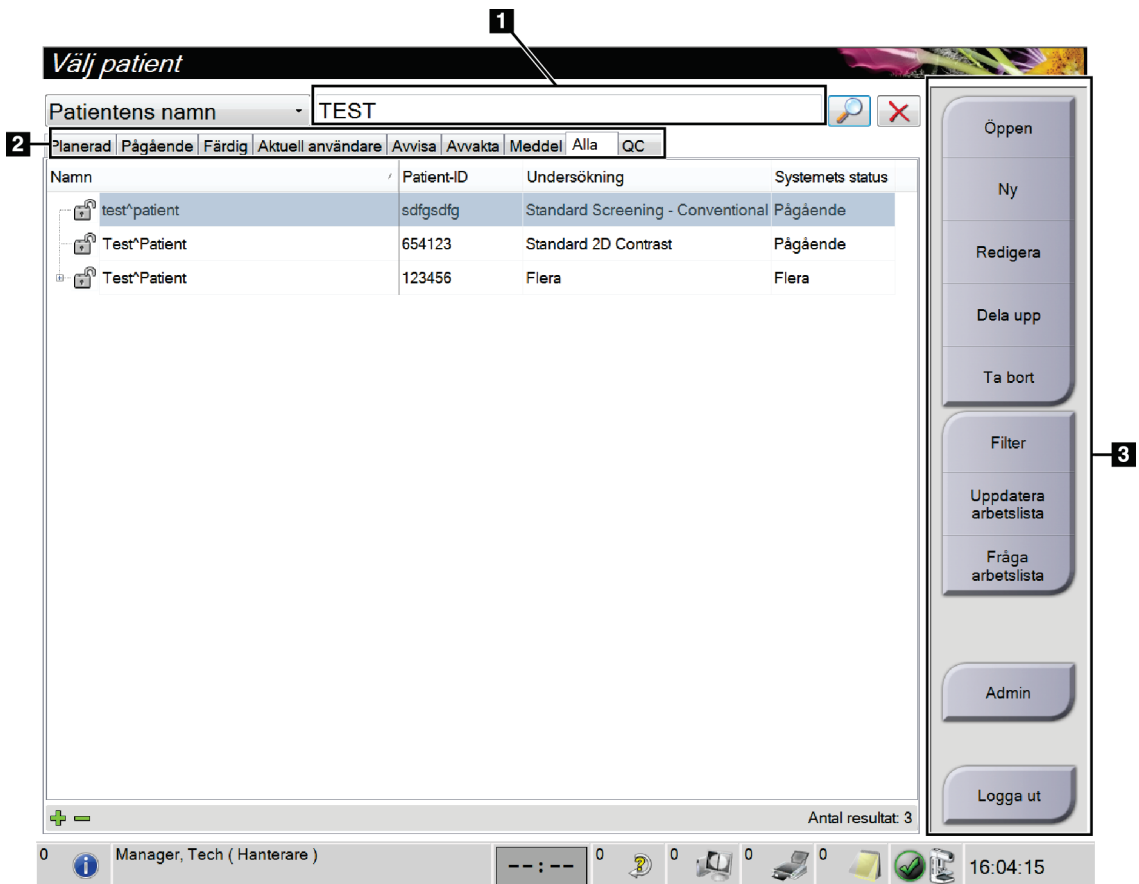 1
Välj patient
Patientens namn
TEST
2
Planerad Pågående Färdig Aktuell användare Avvisa Avvakta Meddel Alla QC
Namn Patient-ID Undersökning Systemets status
test^patient sdfgsdfg Standard Screening - Conventional Pågående
Test^Patient 654123 Standard 2D Contrast Pågående
Test^Patient 123456 Flera Flera
Antal resultat: 3
Öppen
Ny
Redigera
Dela upp
Ta bort
Filter
3
Uppdatera
arbetslista
Fråga
arbetslista
Admin
Logga ut
0 Manager, Tech ( Hanterare ) --:-- 0 0 0 0 16:04:15